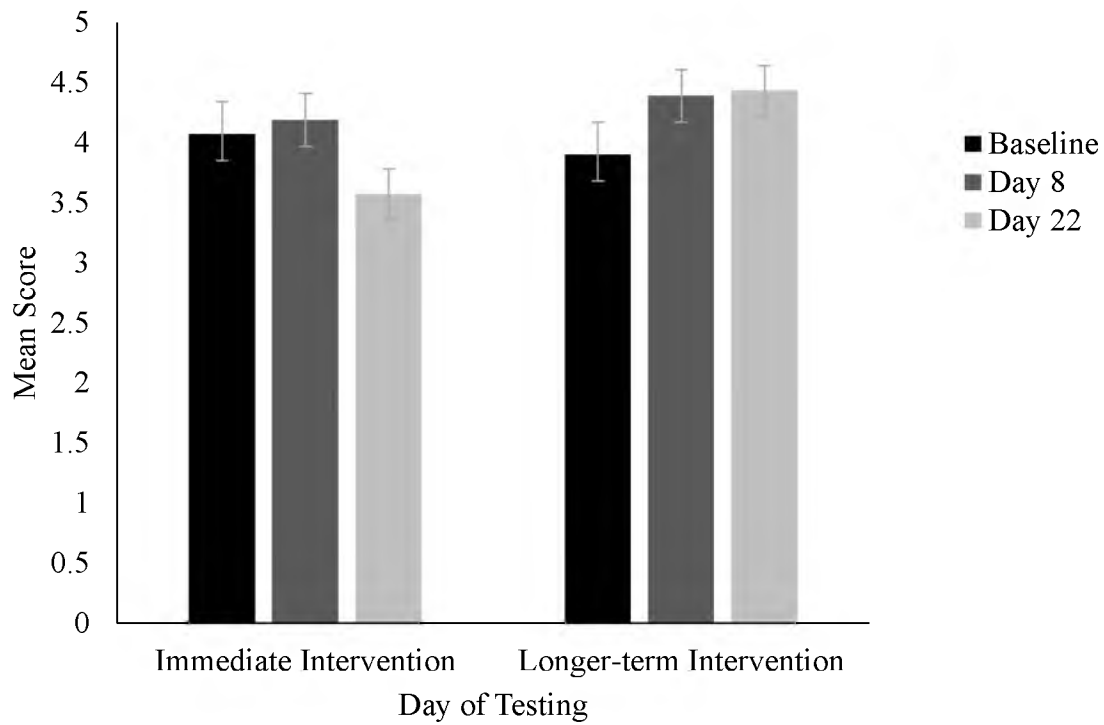 5
4.5
4
3.5
3
2.5
2
1.5
1
0.5
0
Mean Score
Immediate Intervention
Longer-term Intervention
Day of Testing
Baseline
Day 8
Day 22